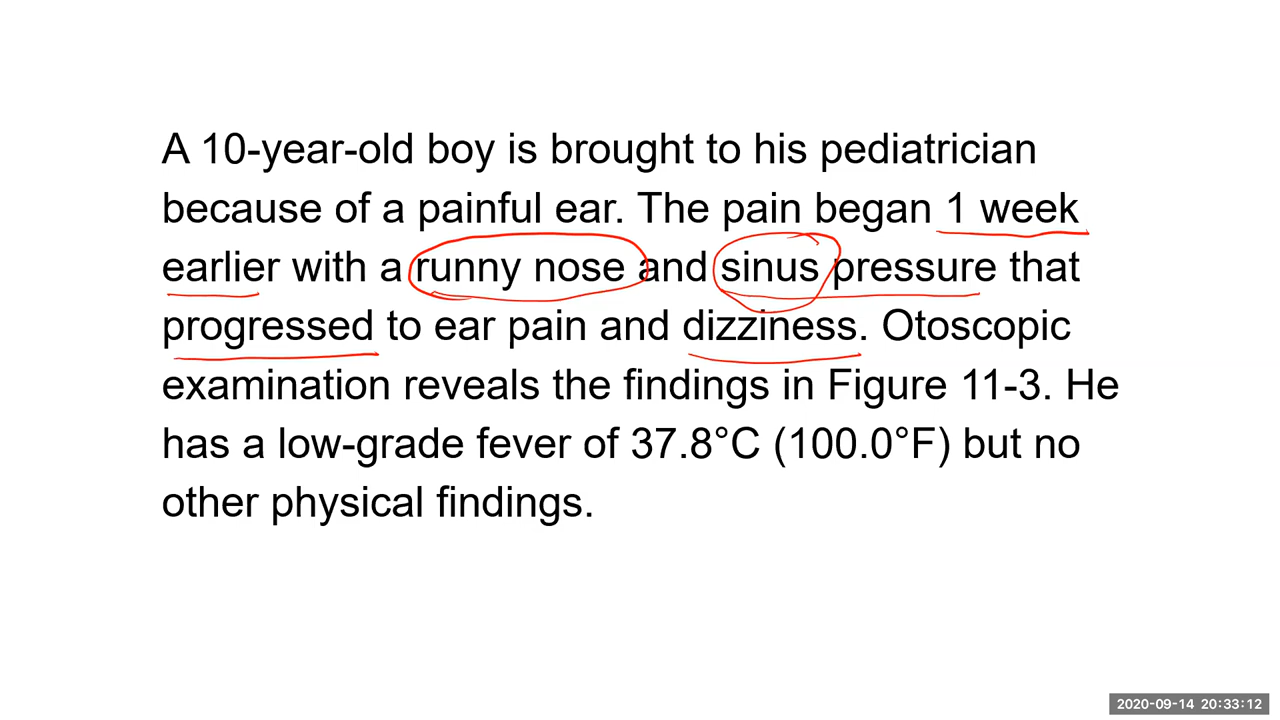 A 10-year-old boy is brought to his pediatrician
because of a painful ear. The pain began 1 week
earlier with a runny nose and sinus pressure that
progressed to ear pain and dizziness. Otoscopic
examination reveals the findings in Figure 11-3. He
has a low-grade fever of 37.8°C (100.0°F) but no
other physical findings.
2020-09-14 20:33:12